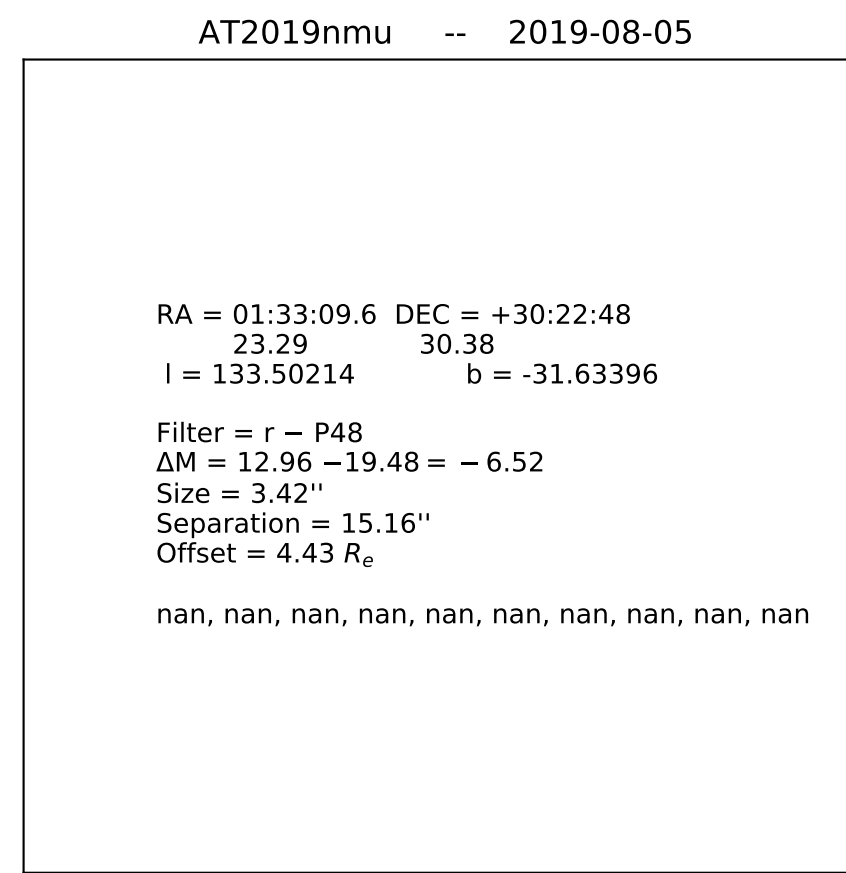 AT2019nmu -- 2019-08-05
RA = 01:33:09.6 DEC = +30:22:48
23.29 30.38
l = 133.50214 b = -31.63396
Filter = r − P48
ΔM = 12.96 −19.48 = − 6.52
Size = 3.42''
Separation = 15.16''
Offset = 4.43 Rₑ
nan, nan, nan, nan, nan, nan, nan, nan, nan, nan